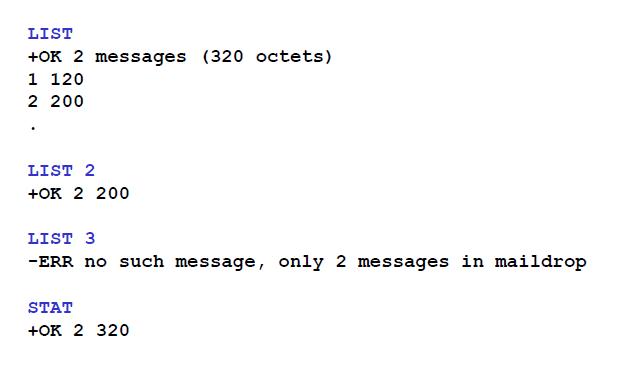 LIST
+OK 2 messages (320 octets)
1 120
2 200
.
LIST 2
+OK 2 200
LIST 3
-ERR no such message, only 2 messages in maildrop
STAT
+OK 2 320